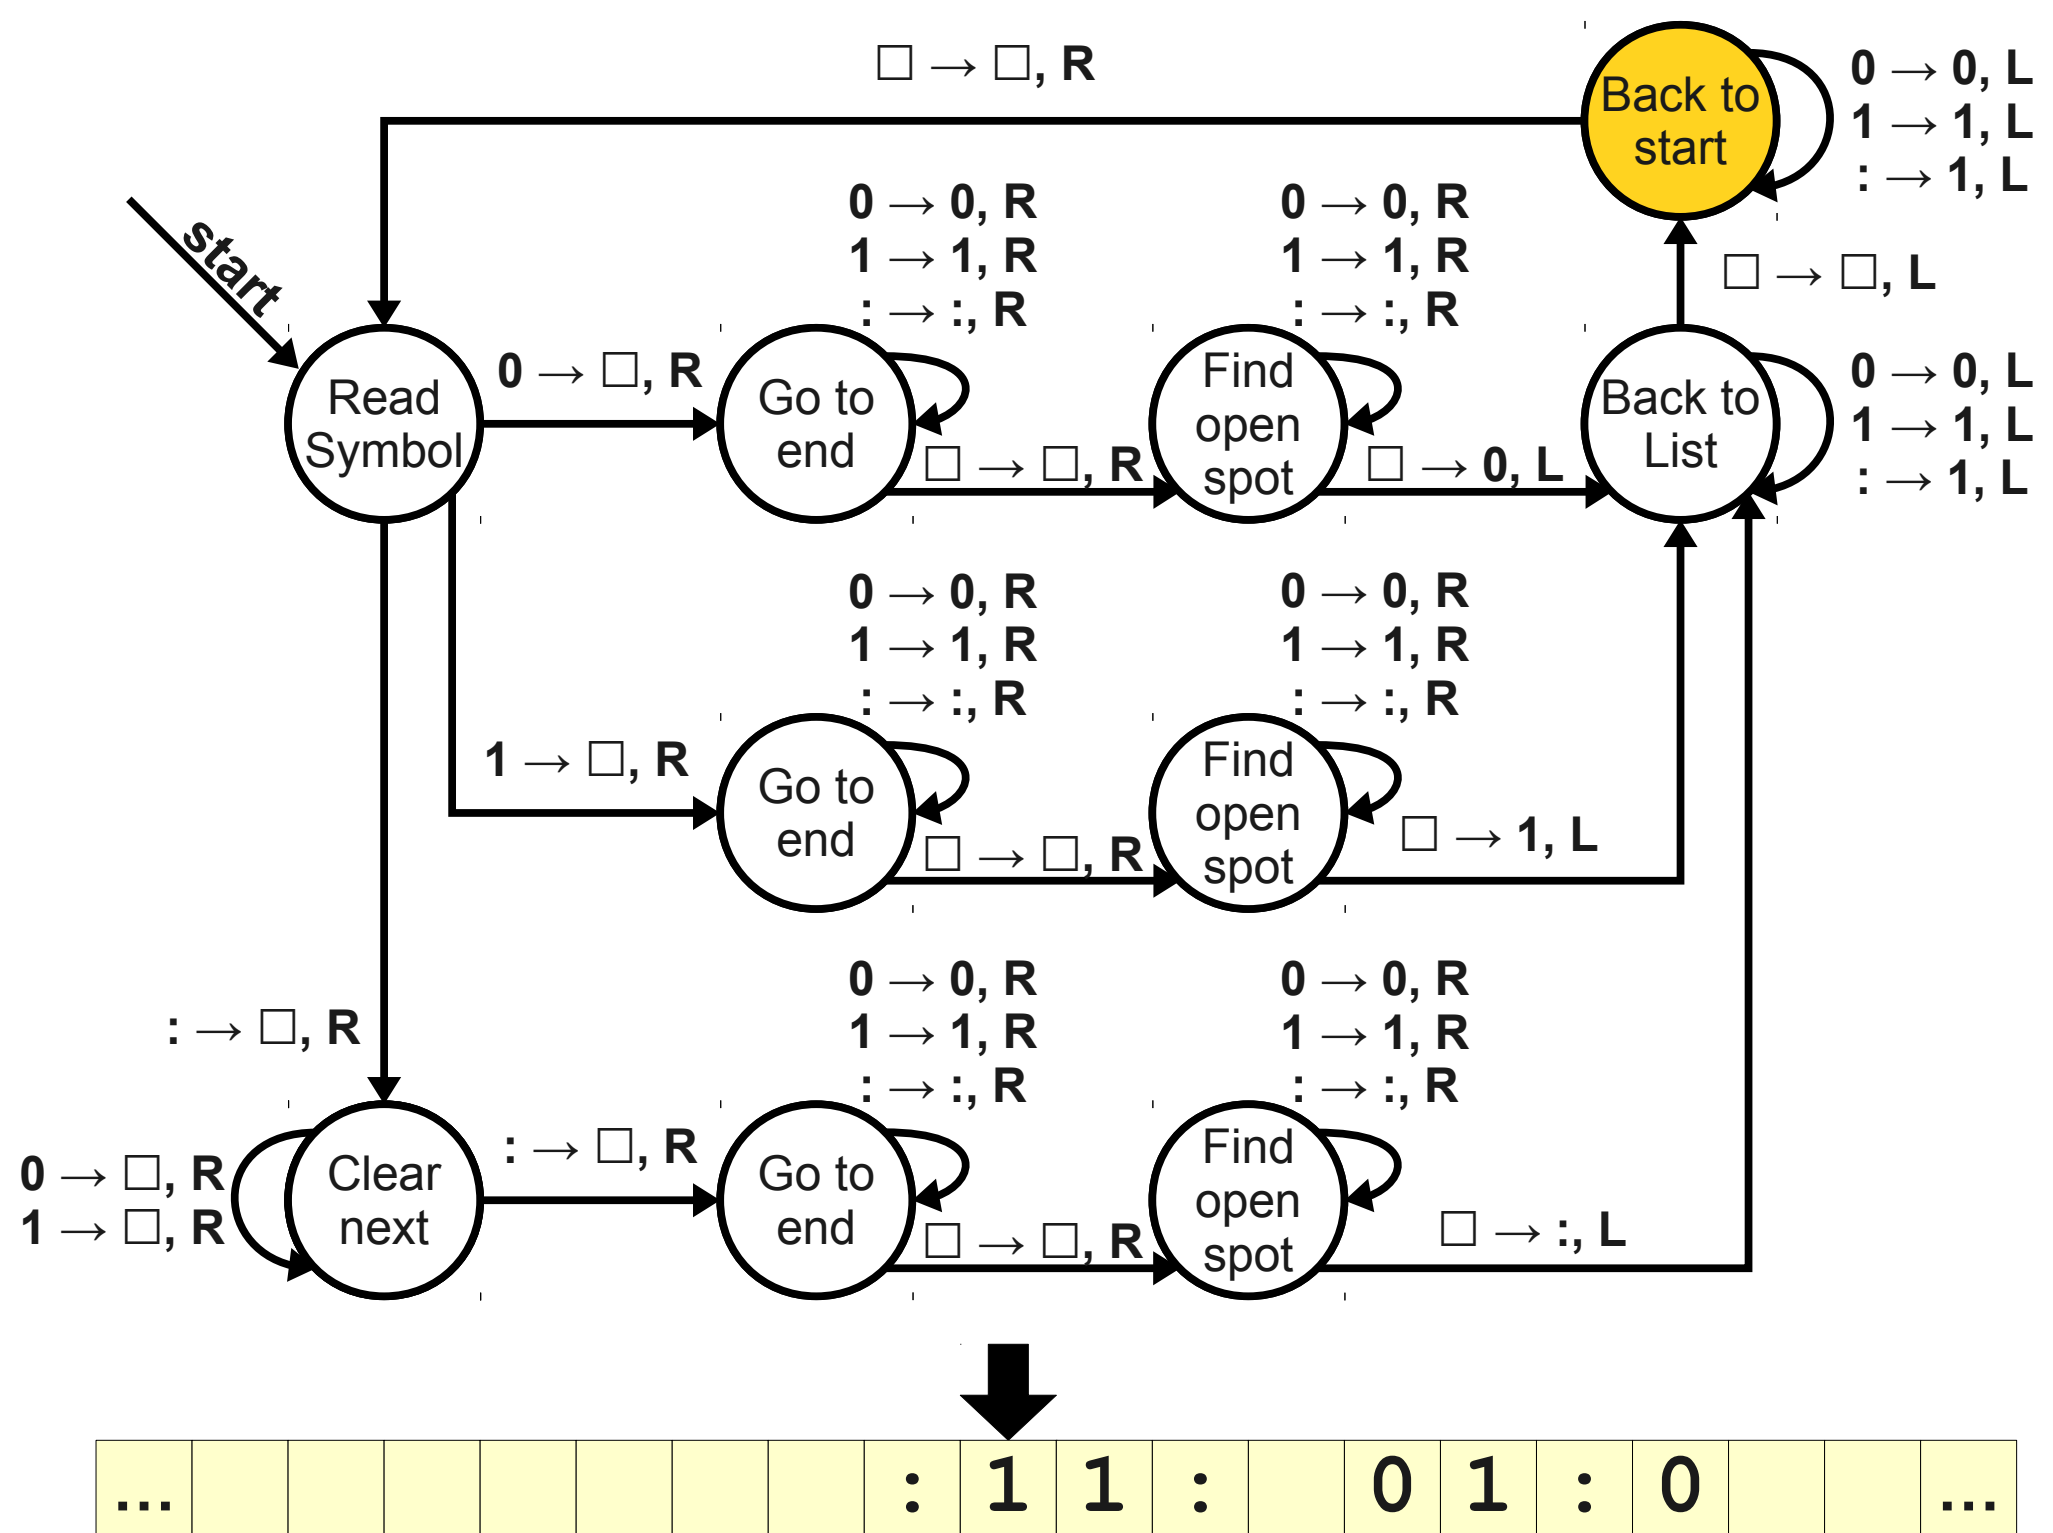 □ → □, R
Back to
start
0 → 0, L
1 → 1, L
: → 1, L
start
0 → 0, R
1 → 1, R
: → :, R
0 → 0, R
1 → 1, R
: → :, R
□ → □, L
Read
Symbol
0 → □, R
Go to
end
□ → □, R
Find
open
spot
□ → 0, L
Back to
List
0 → 0, L
1 → 1, L
: → 1, L
0 → 0, R
1 → 1, R
: → :, R
0 → 0, R
1 → 1, R
: → :, R
1 → □, R
Go to
end
□ → □, R
Find
open
spot
□ → 1, L
0 → 0, R
1 → 1, R
: → :, R
0 → 0, R
1 → 1, R
: → :, R
: → □, R
0 → □, R
1 → □, R
Clear
next
: → □, R
Go to
end
□ → □, R
Find
open
spot
□ → :, L
... : 1 1 : 0 1 : 0 ...